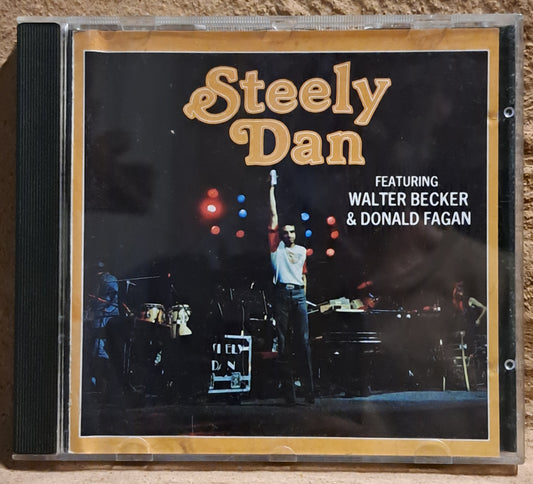 Steely
Dan
FEATURING
WALTER BECKER
& DONALD FAGAN
STEELY
DAN